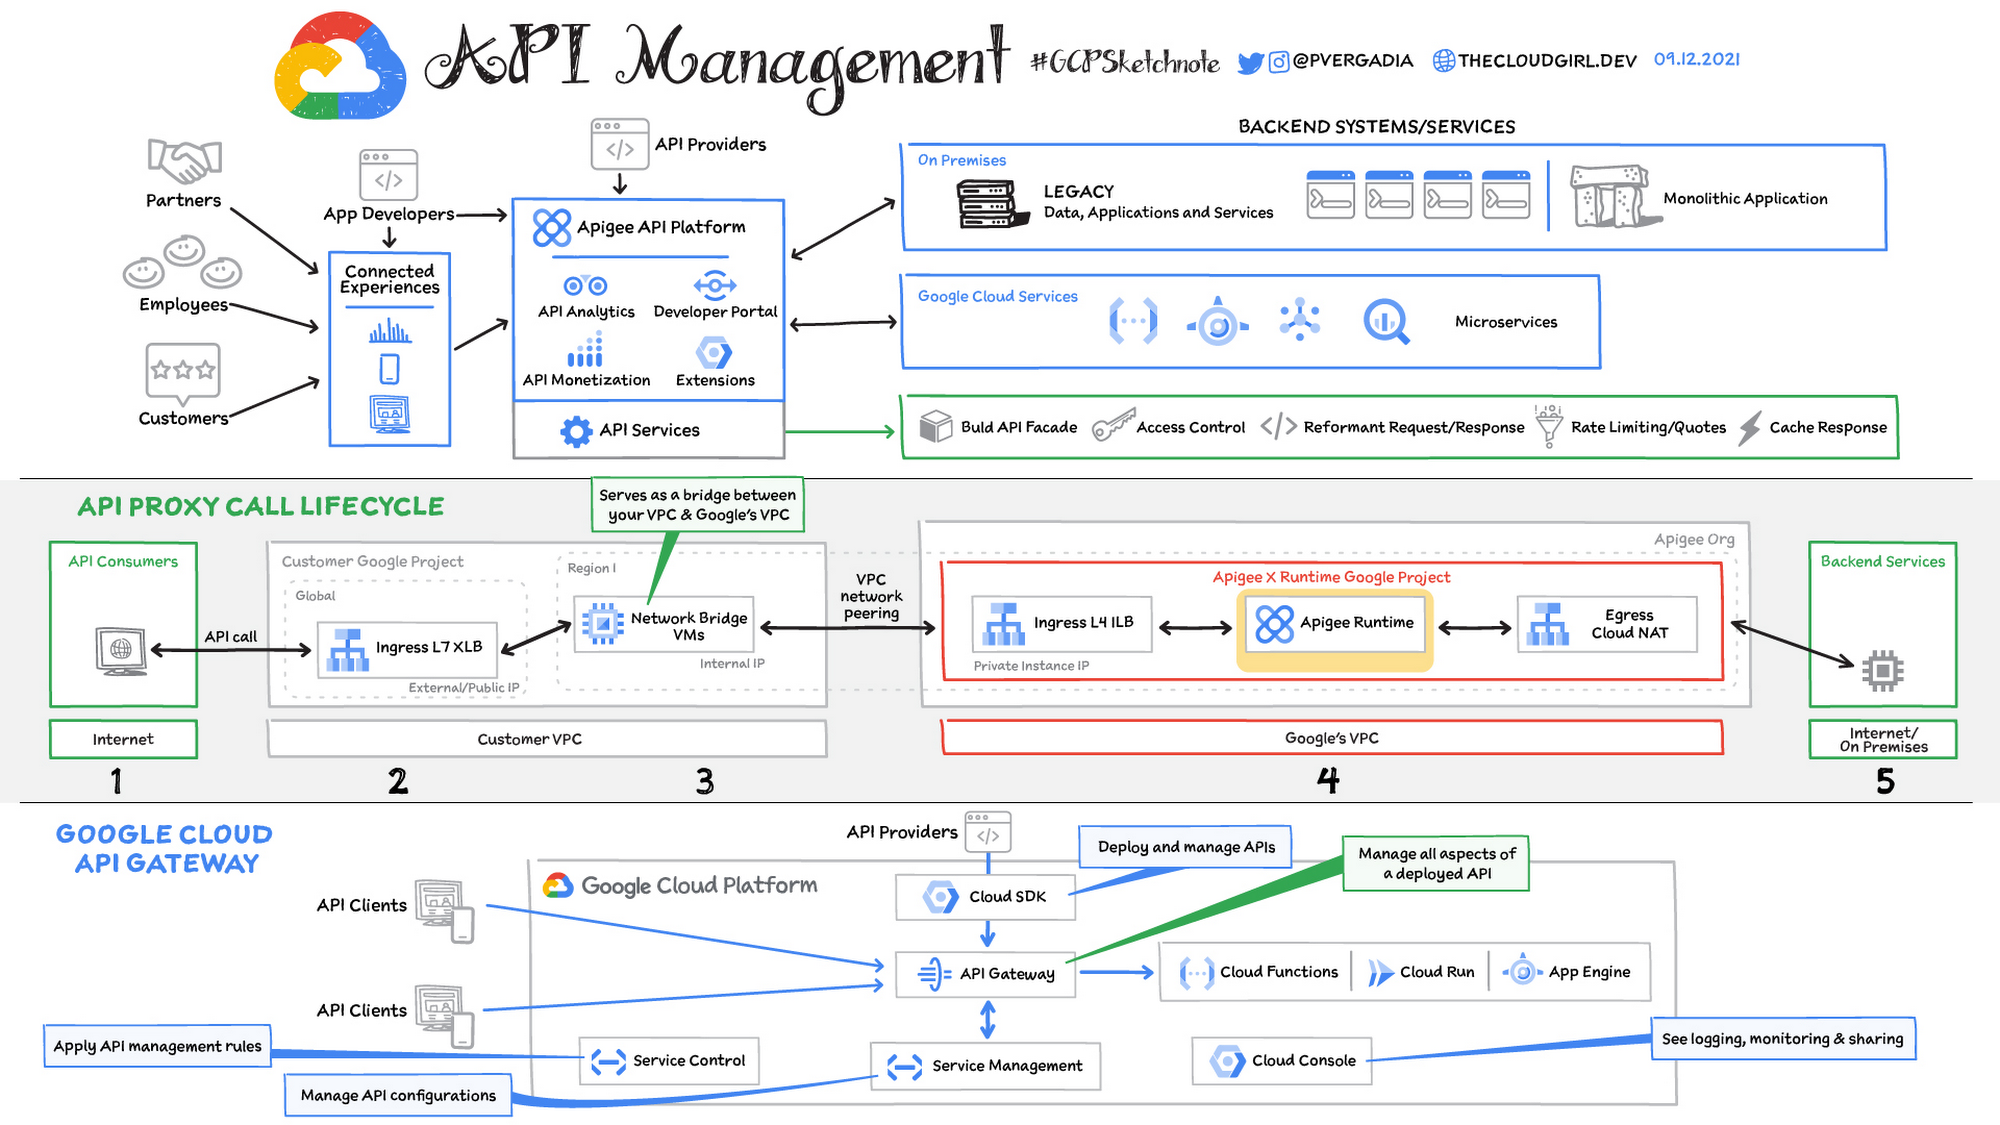 API Management
#GCPSketchnote
@PVERGADIA
THECLOUDGIRL.DEV
09.12.2021
Partners
Employees
Customers
App Developers
Connected
Experiences
API Providers
Apigee API Platform
API Analytics
Developer Portal
API Monetization
Extensions
API Services
BACKEND SYSTEMS/SERVICES
On Premises
LEGACY
Data, Applications and Services
Monolithic Application
Google Cloud Services
Microservices
Buld API Facade
Access Control
Reformant Request/Response
Rate Limiting/Quotes
Cache Response
API PROXY CALL LIFECYCLE
Serves as a bridge between
your VPC & Google's VPC
API Consumers
API call
Customer Google Project
Global
Ingress L7 XLB
External/Public IP
Region 1
Network Bridge
VMs
Internal IP
VPC
network
peering
Apigee Org
Apigee X Runtime Google Project
Ingress L4 ILB
Private Instance IP
Apigee Runtime
Egress
Cloud NAT
Backend Services
Internet
Customer VPC
Google's VPC
Internet/
On Premises
1
2
3
4
5
GOOGLE CLOUD
API GATEWAY
API Providers
Deploy and manage APIs
Manage all aspects of
a deployed API
Google Cloud Platform
Cloud SDK
API Clients
API Gateway
Cloud Functions
Cloud Run
App Engine
API Clients
Apply API management rules
Service Control
Service Management
Cloud Console
See logging, monitoring & sharing
Manage API configurations